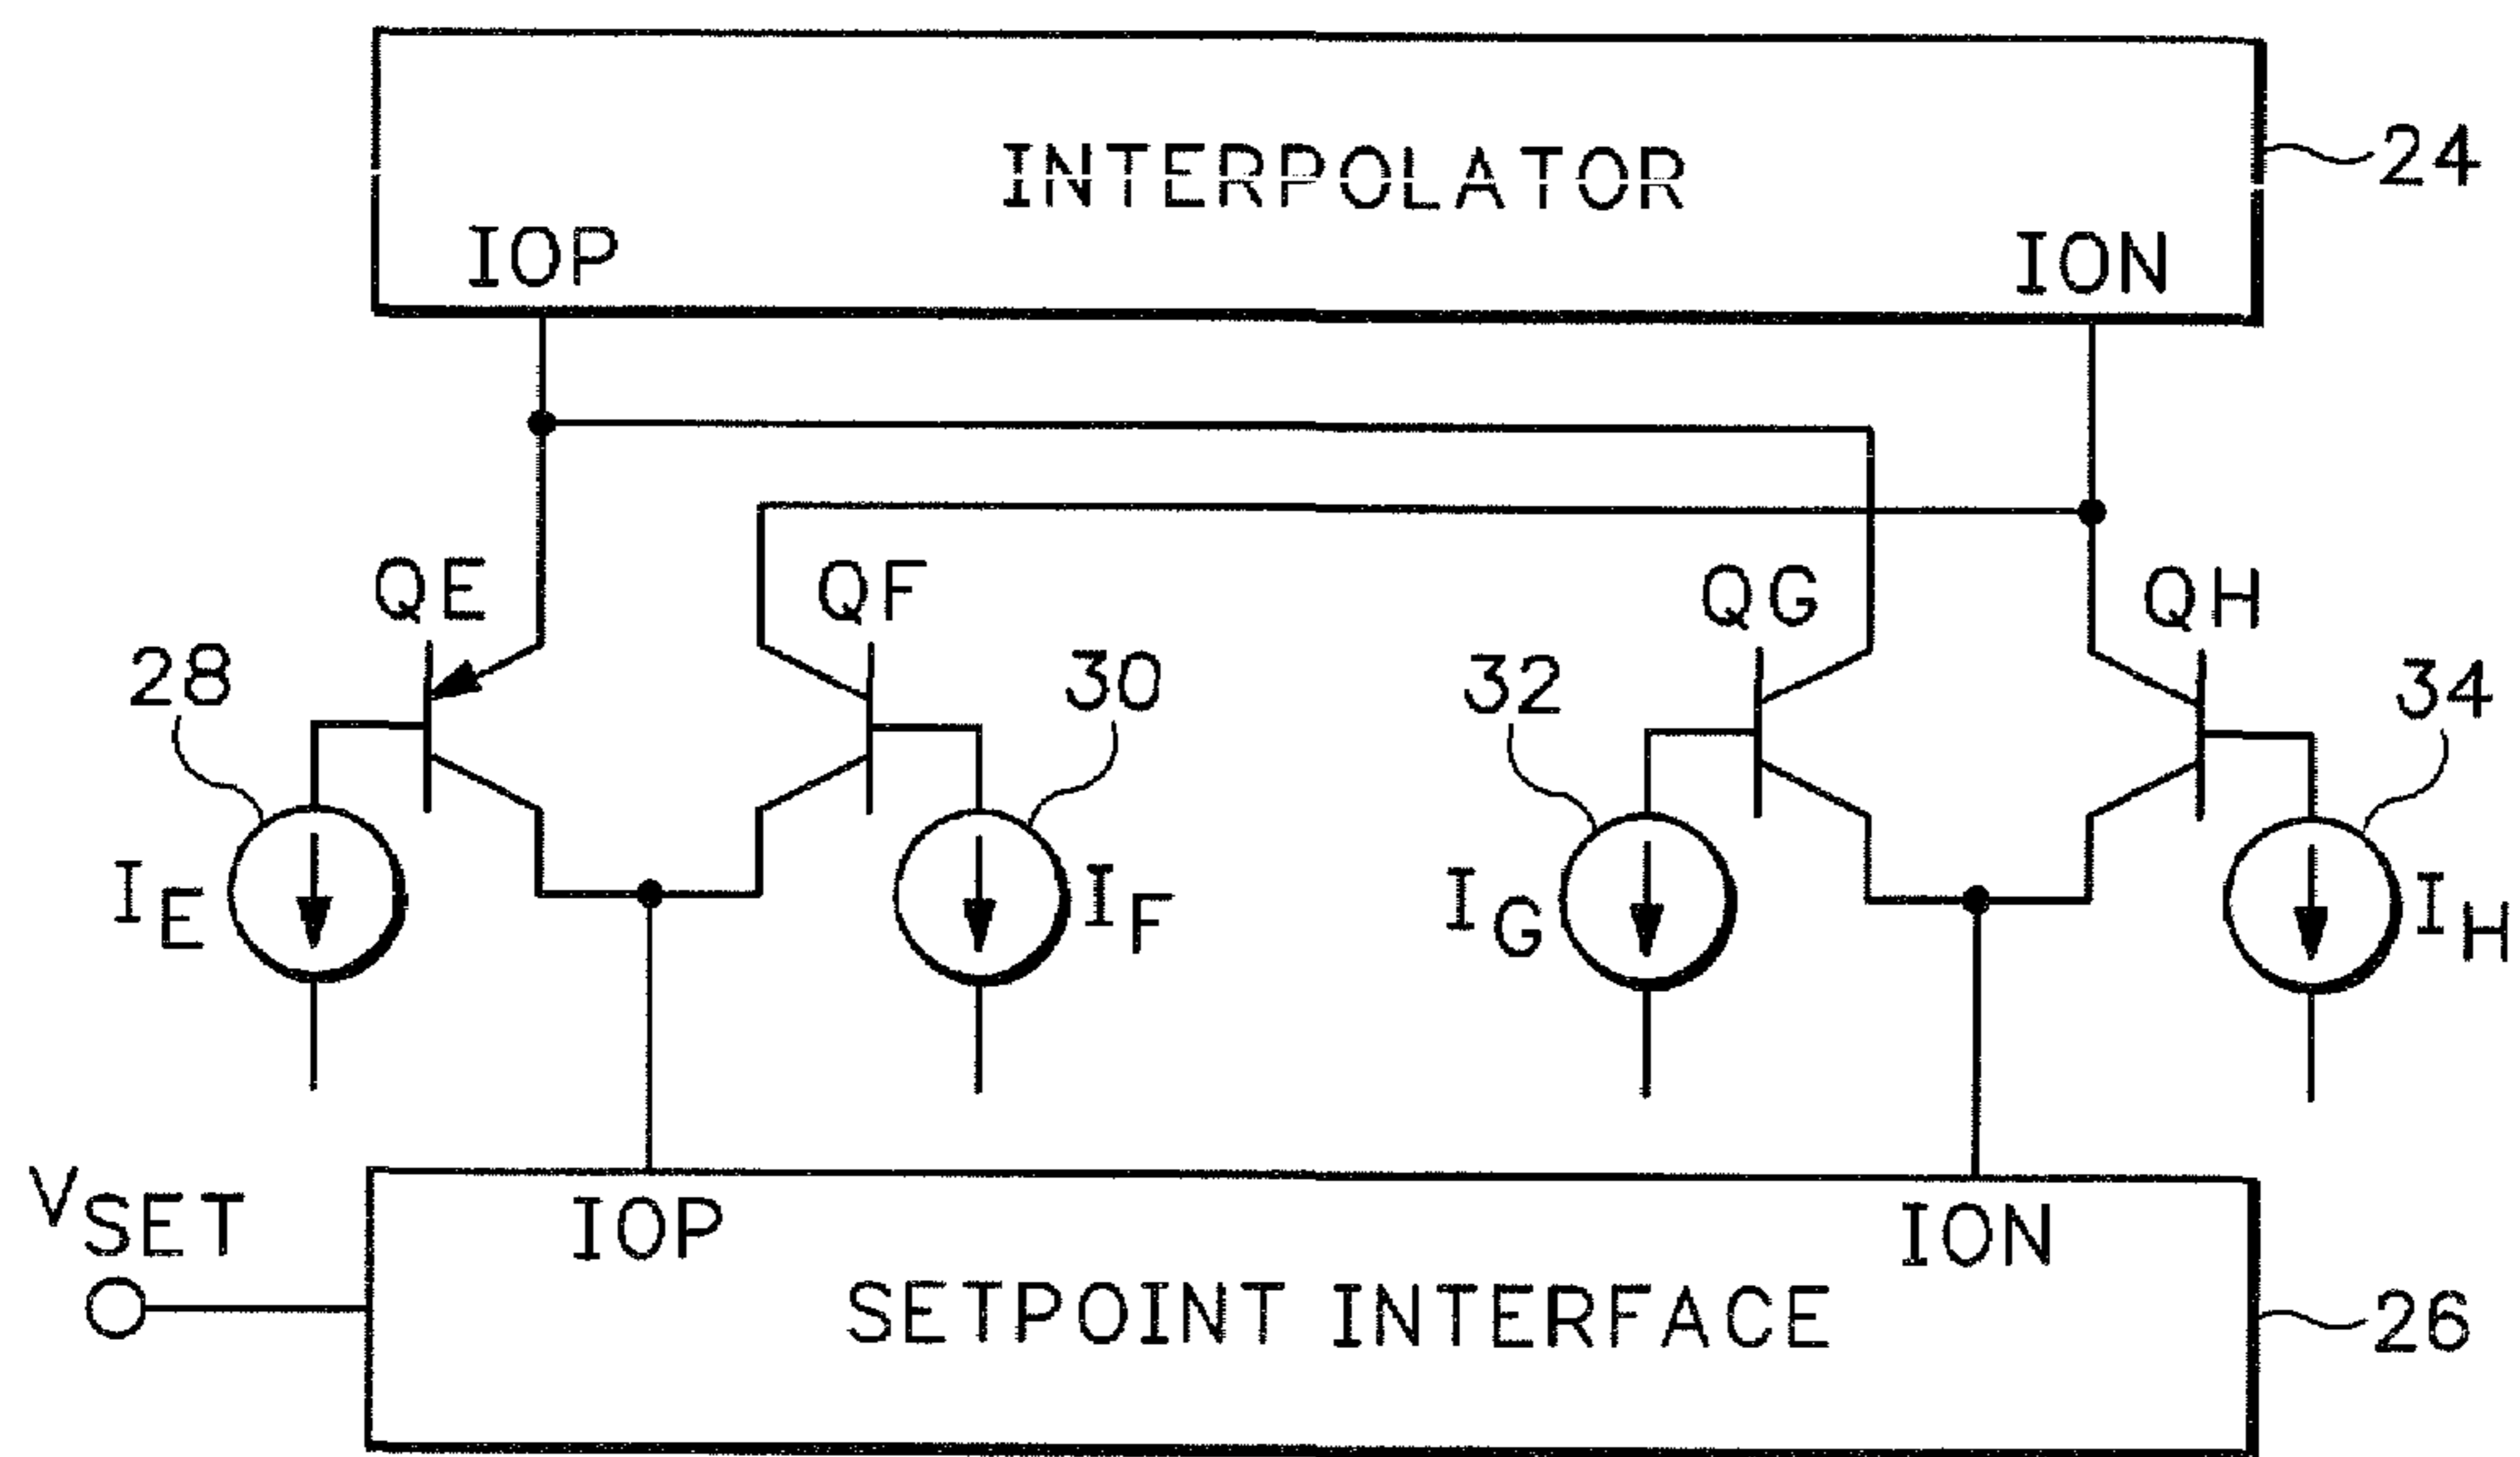 INTERPOLATOR
24
IOP
ION
QE
QF
QG
QH
28
30
32
34
IE
IF
IG
IH
VSET
IOP
ION
SETPOINT INTERFACE
26